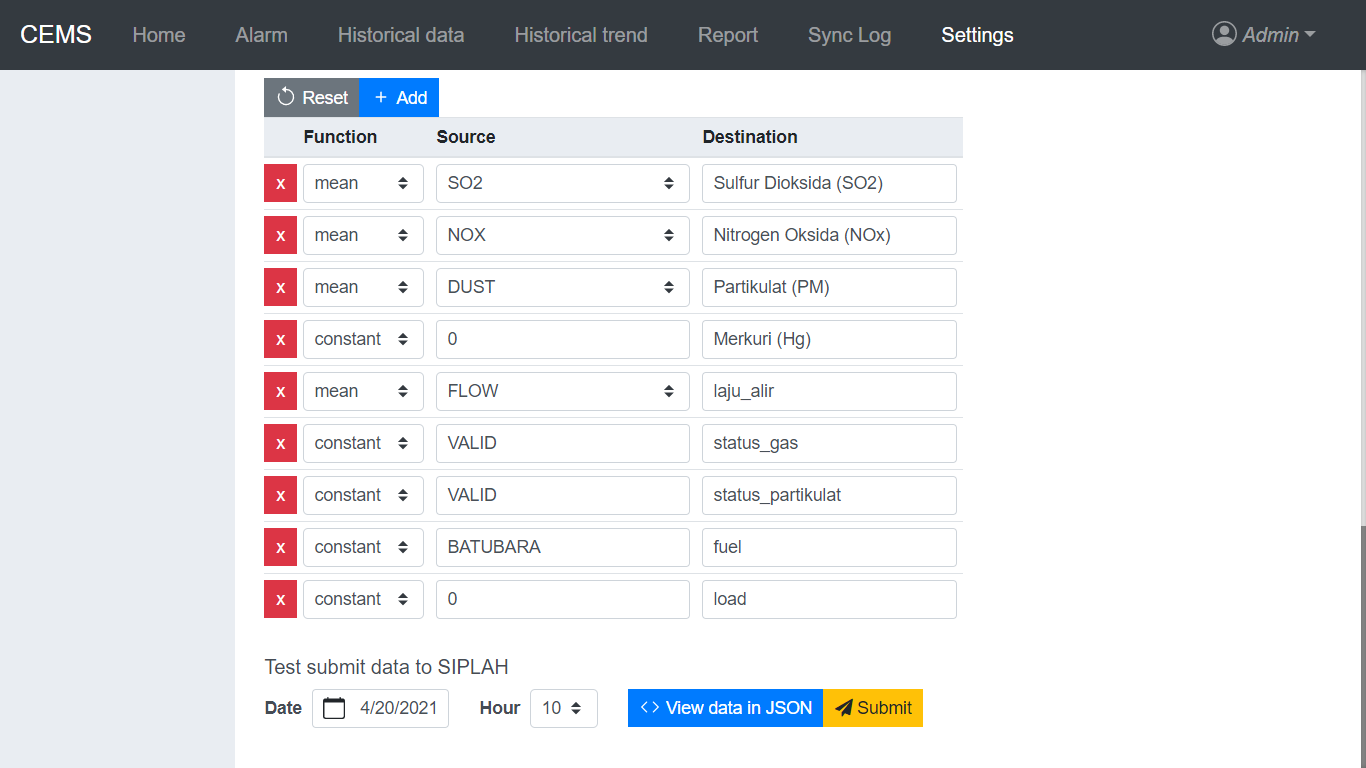 CEMS Home Alarm Historical data Historical trend Report Sync Log Settings Admin
Reset + Add
Function Source Destination
x mean SO2 Sulfur Dioksida (SO2)
x mean NOX Nitrogen Oksida (NOx)
x mean DUST Partikulat (PM)
x constant 0 Merkuri (Hg)
x mean FLOW laju_alir
x constant VALID status_gas
x constant VALID status_partikulat
x constant BATUBARA fuel
x constant 0 load
Test submit data to SIPLAH
Date 4/20/2021 Hour 10 <> View data in JSON Submit